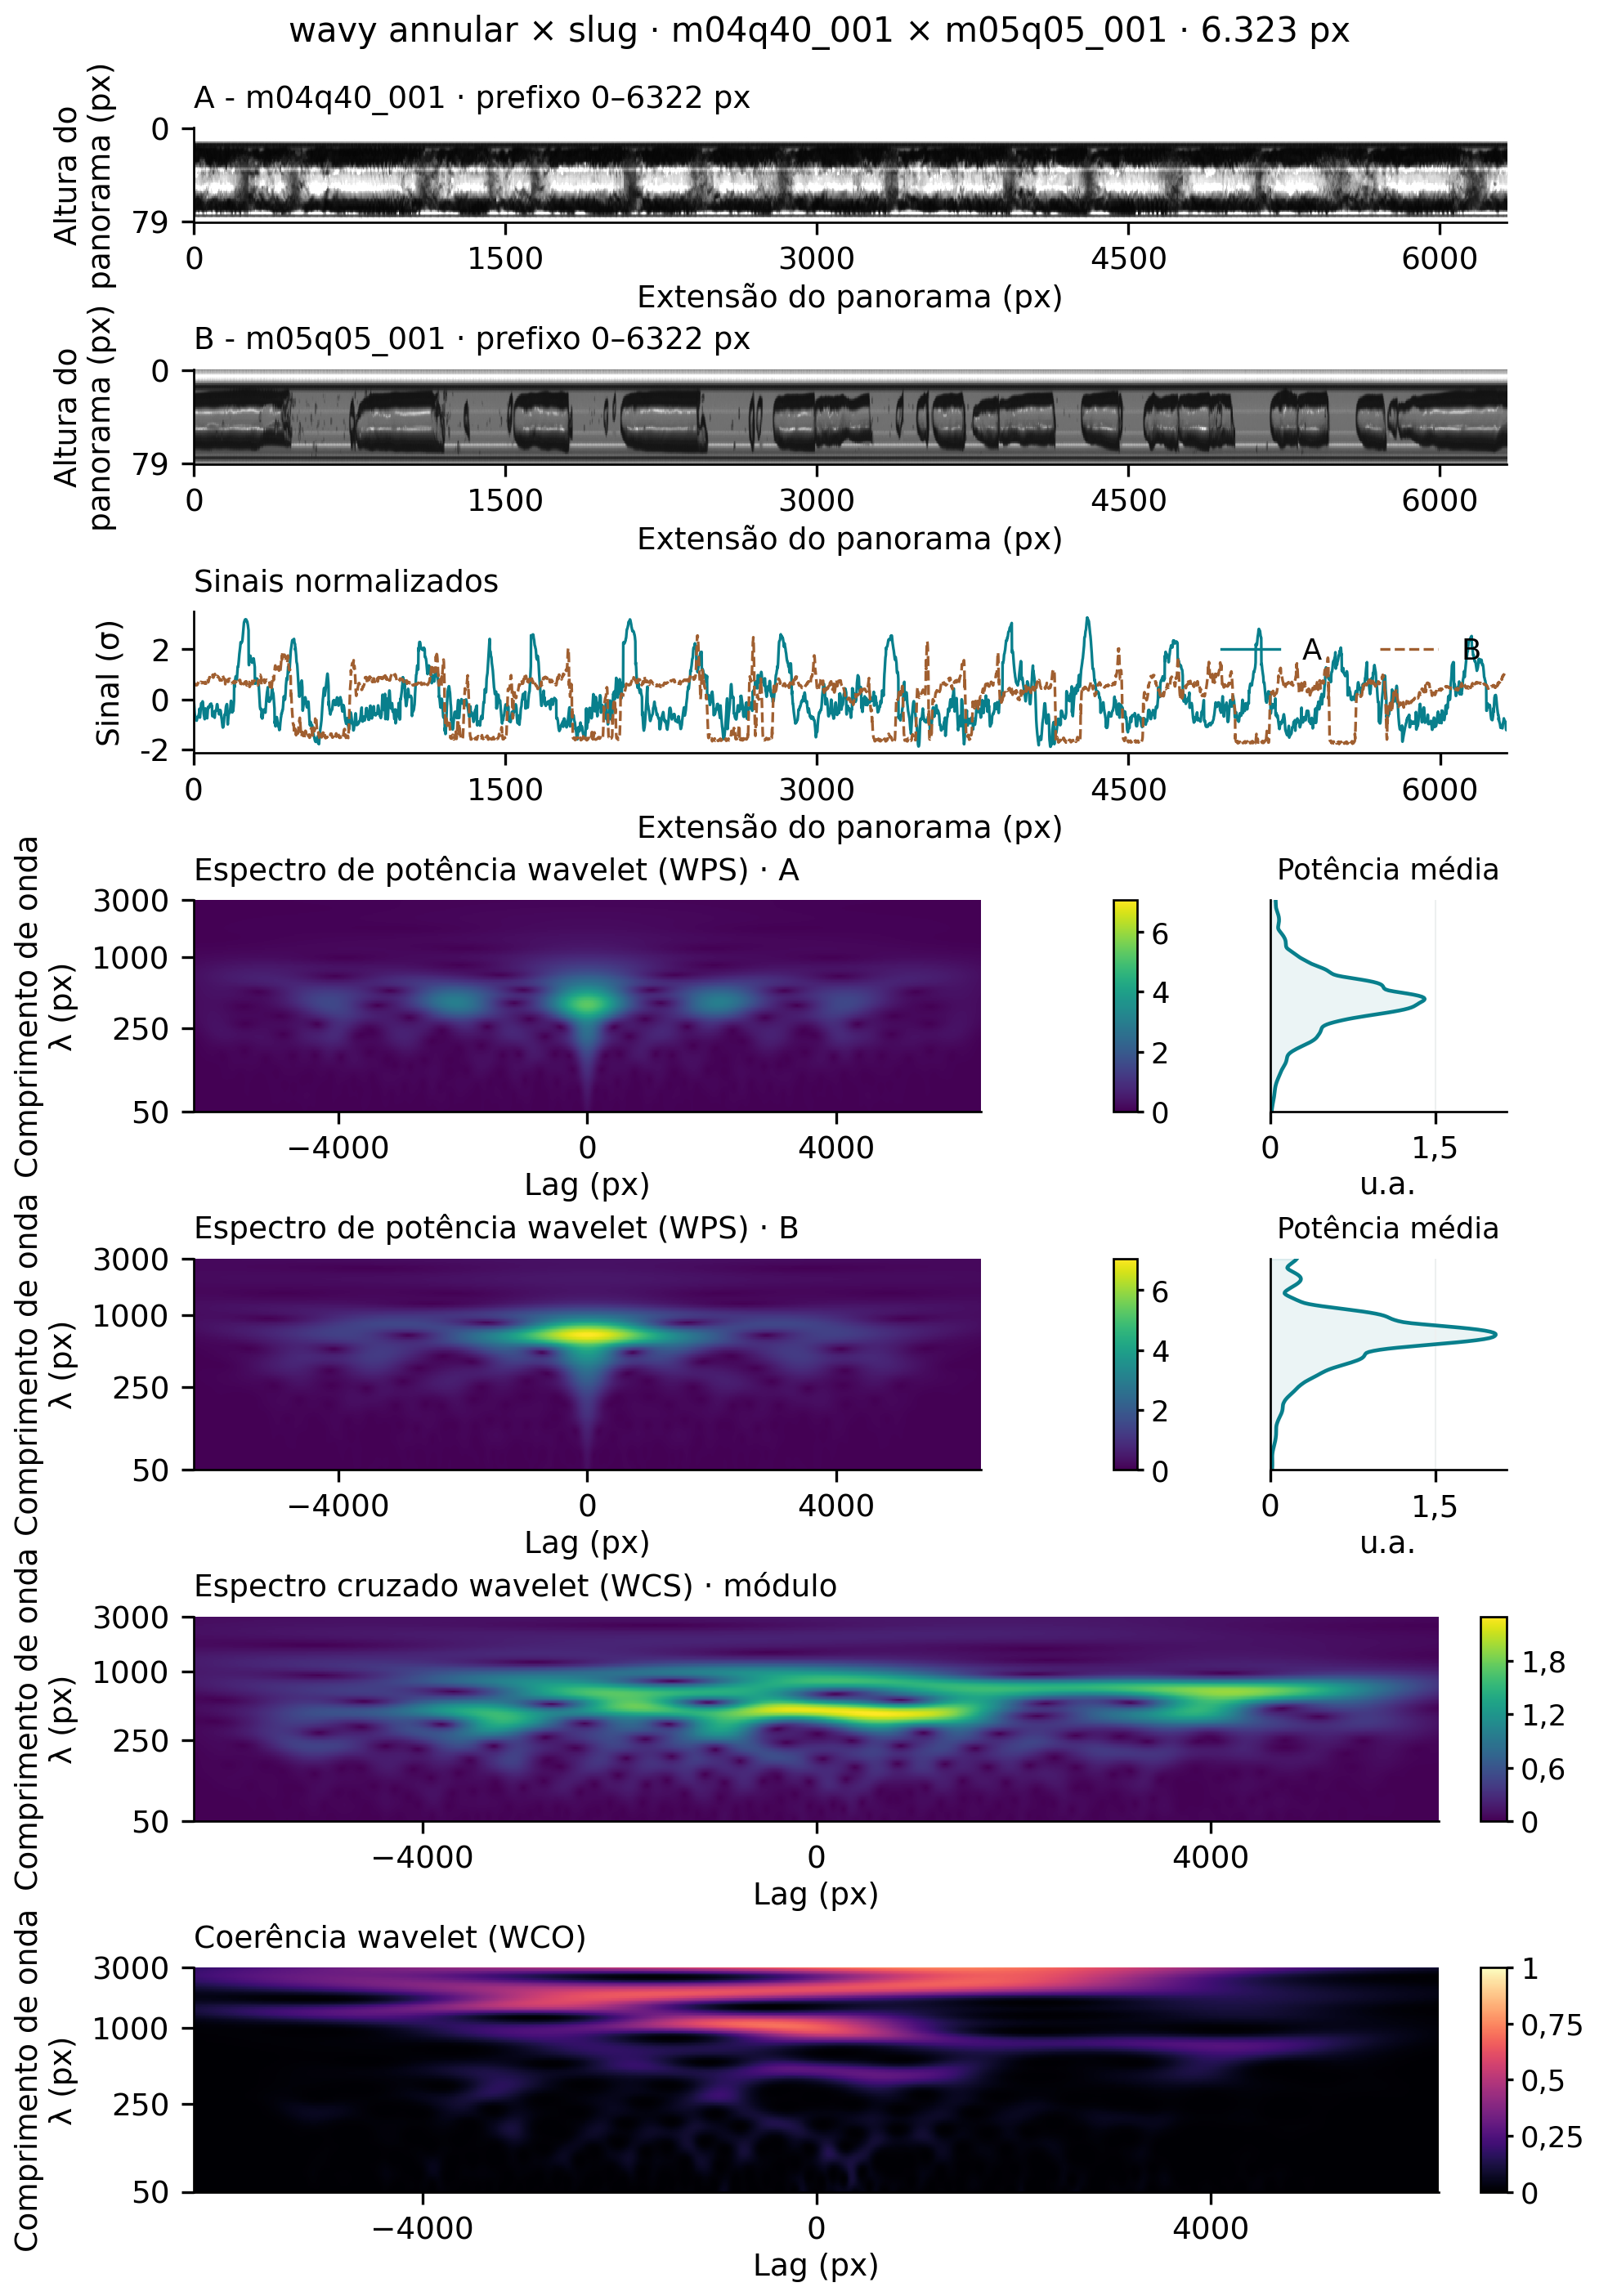 wavy annular × slug · m04q40_001 × m05q05_001 · 6.323 px
A - m04q40_001 · prefixo 0–6322 px
Altura do
panorama (px)
0
79
0 1500 3000 4500 6000
Extensão do panorama (px)
B - m05q05_001 · prefixo 0–6322 px
Altura do
panorama (px)
0
79
0 1500 3000 4500 6000
Extensão do panorama (px)
Sinais normalizados
Sinal (σ)
2
0
-2
A B
0 1500 3000 4500 6000
Extensão do panorama (px)
Espectro de potência wavelet (WPS) · A
Comprimento de onda
λ (px)
3000
1000
250
50
−4000 0 4000
Lag (px)
6
4
2
0
Potência média
0 1,5
u.a.
Espectro de potência wavelet (WPS) · B
Comprimento de onda
λ (px)
3000
1000
250
50
−4000 0 4000
Lag (px)
6
4
2
0
Potência média
0 1,5
u.a.
Espectro cruzado wavelet (WCS) · módulo
Comprimento de onda
λ (px)
3000
1000
250
50
−4000 0 4000
Lag (px)
1,8
1,2
0,6
0
Coerência wavelet (WCO)
Comprimento de onda
λ (px)
3000
1000
250
50
−4000 0 4000
Lag (px)
1
0,75
0,5
0,25
0